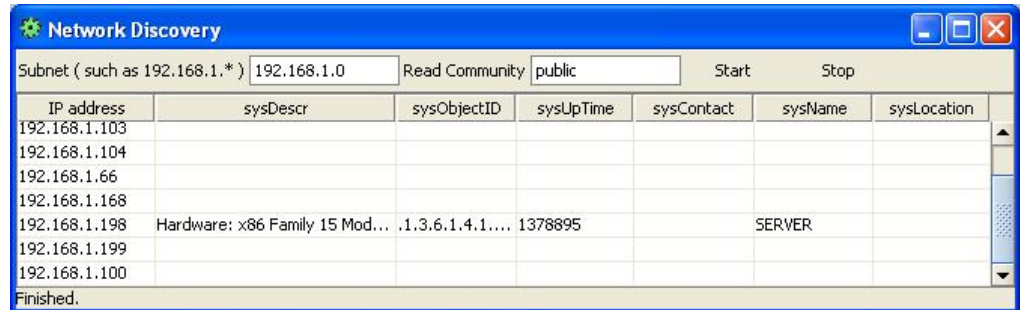 Network Discovery
Subnet ( such as 192.168.1.* ) 192.168.1.0 Read Community public Start Stop
IP address sysDescr sysObjectID sysUpTime sysContact sysName sysLocation
192.168.1.103
192.168.1.104
192.168.1.66
192.168.1.168
192.168.1.198 Hardware: x86 Family 15 Mod... .1.3.6.1.4.1.... 1378895 SERVER
192.168.1.199
192.168.1.100
Finished.